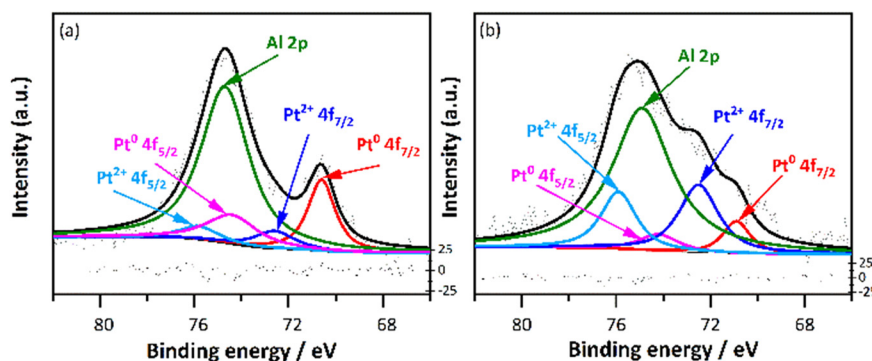 (a)
Al 2p
Pt²⁺ 4f₇/₂
Pt⁰ 4f₅/₂
Pt⁰ 4f₇/₂
Pt²⁺ 4f₅/₂
Intensity (a.u.)
25
0
-25
80 76 72 68
Binding energy / eV
(b)
Al 2p
Pt²⁺ 4f₅/₂
Pt²⁺ 4f₇/₂
Pt⁰ 4f₅/₂
Pt⁰ 4f₇/₂
Intensity (a.u.)
25
0
-25
80 76 72 68
Binding energy / eV